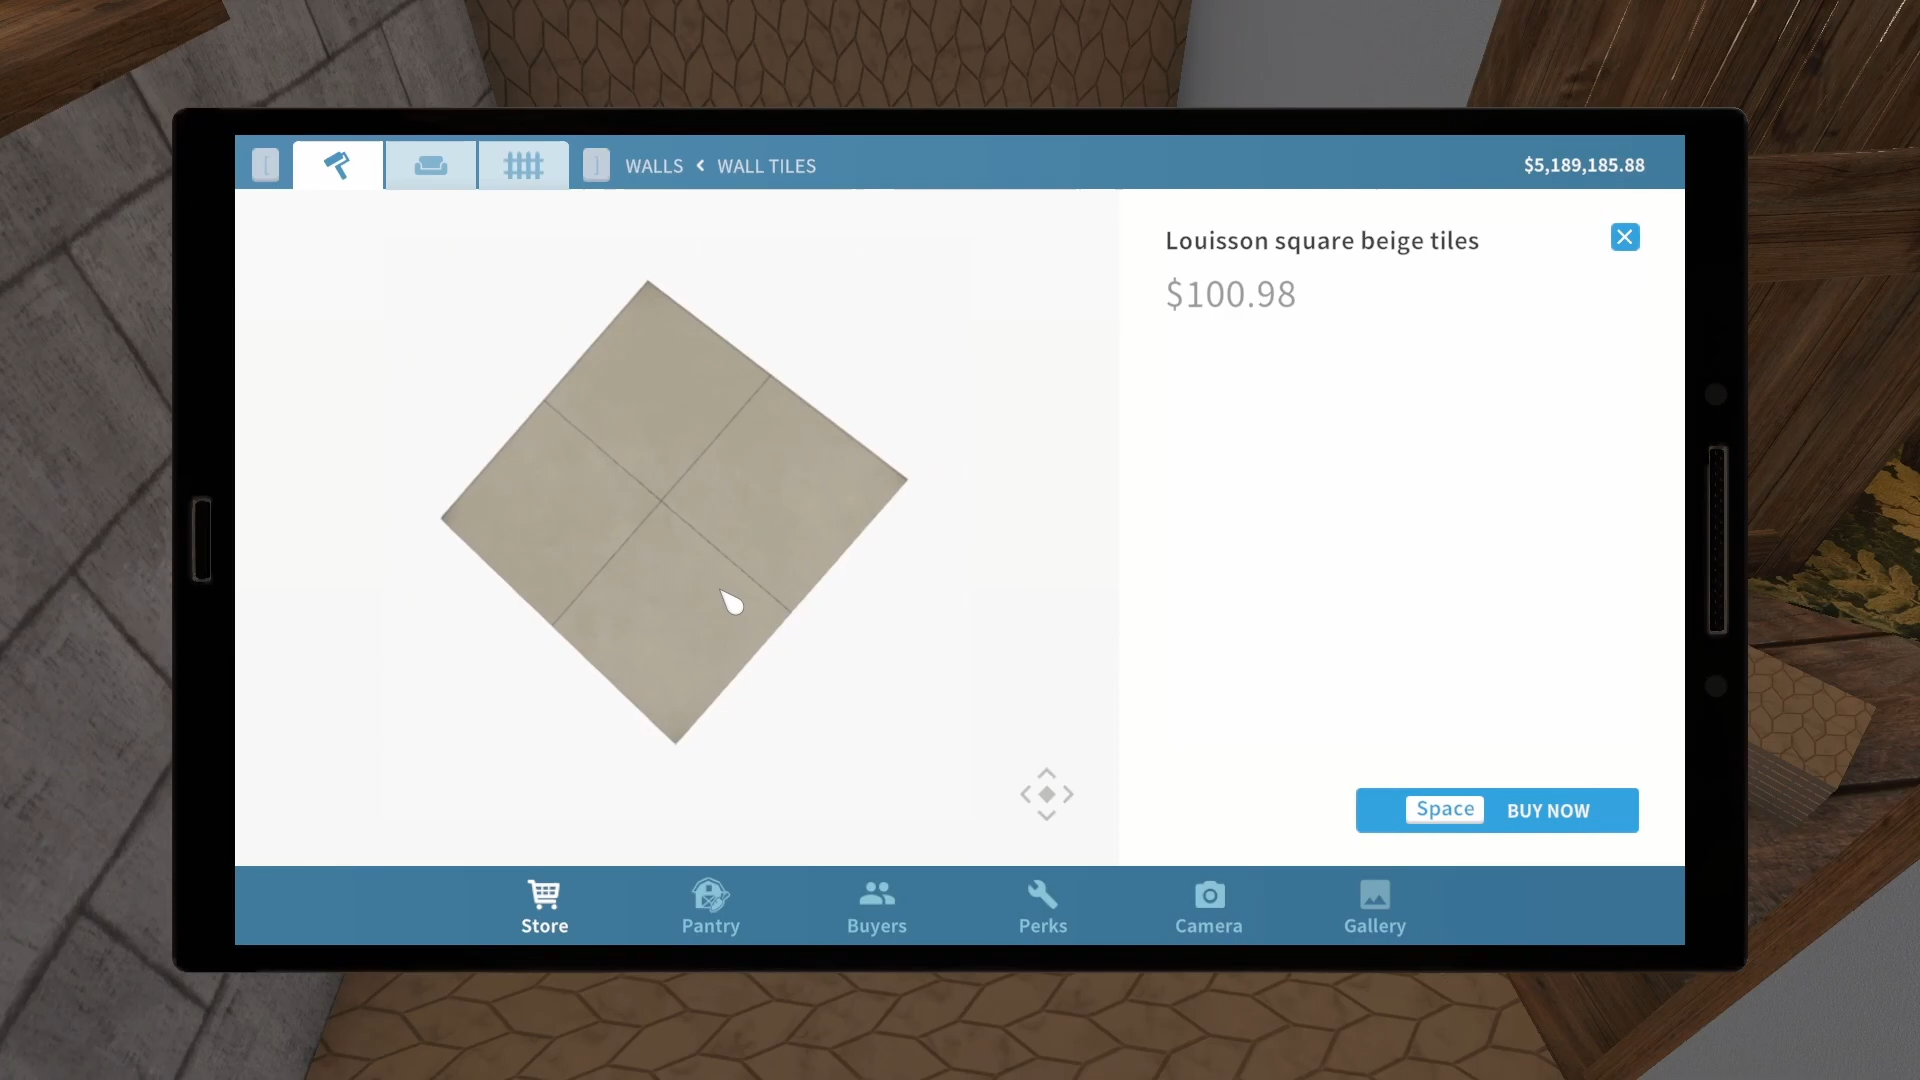 [ ] WALLS < WALL TILES $5,189,185.88
Louisson square beige tiles
$100.98
Space BUY NOW
Store Pantry Buyers Perks Camera Gallery